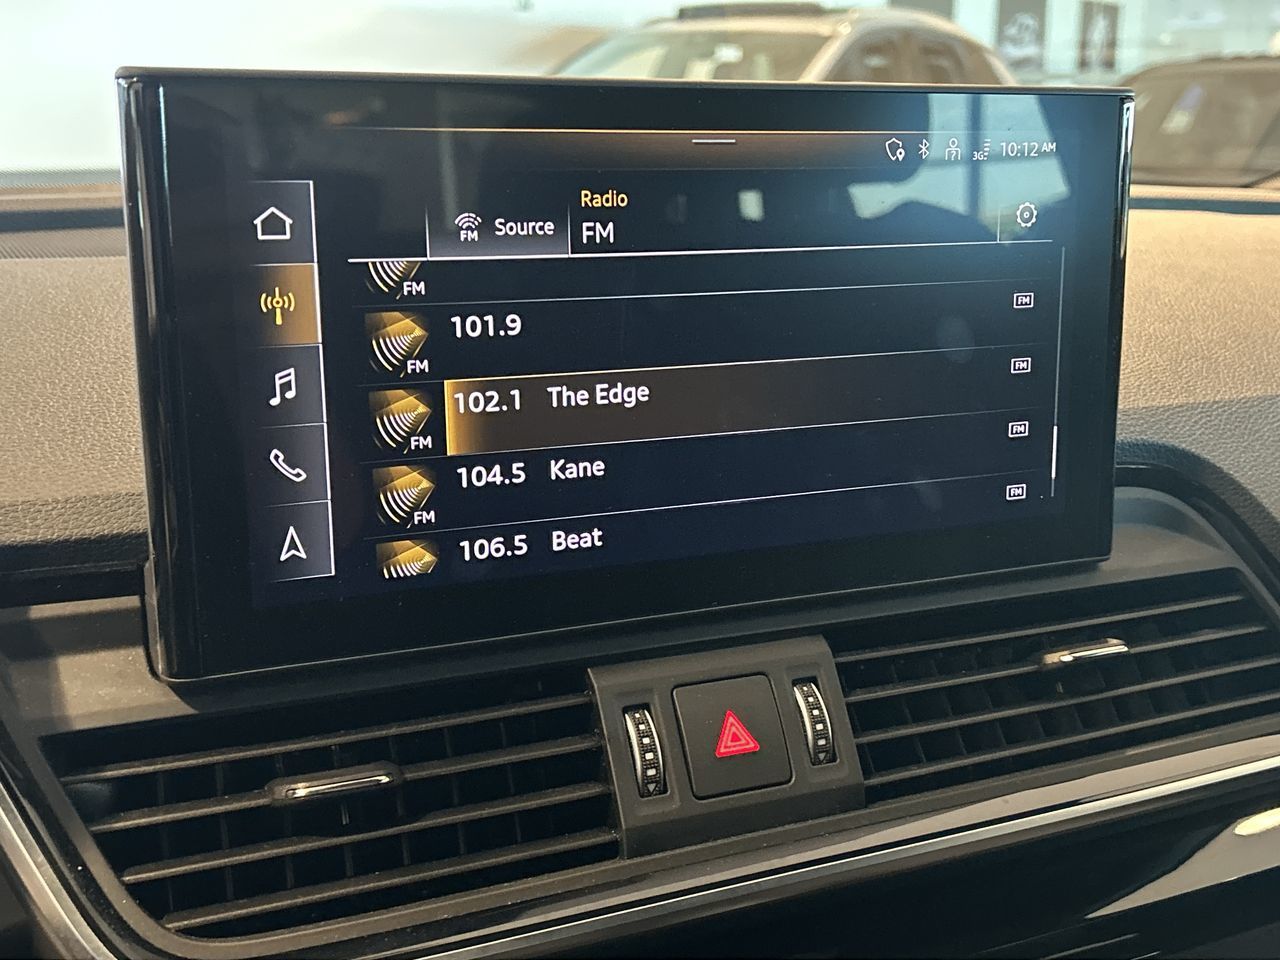 3G 10:12 AM
Radio
FM Source FM
FM
101.9 FM
FM
102.1 The Edge FM
FM
104.5 Kane FM
FM
106.5 Beat FM